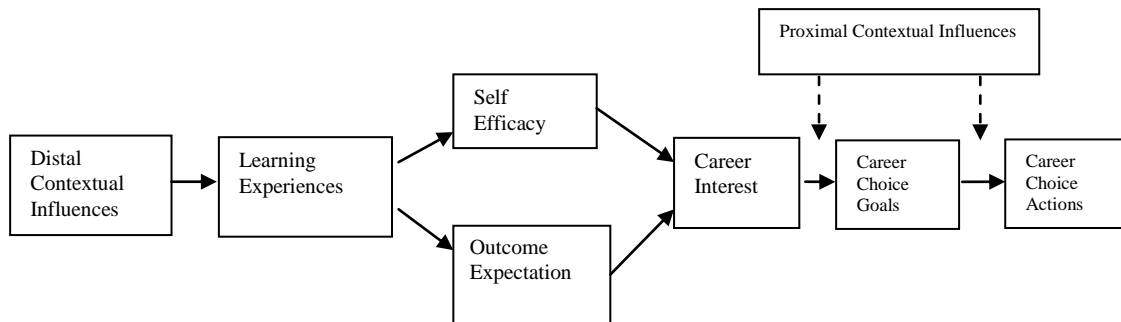 Proximal Contextual Influences
Self
Efficacy
Distal
Contextual
Influences
Learning
Experiences
Career
Interest
Career
Choice
Goals
Career
Choice
Actions
Outcome
Expectation